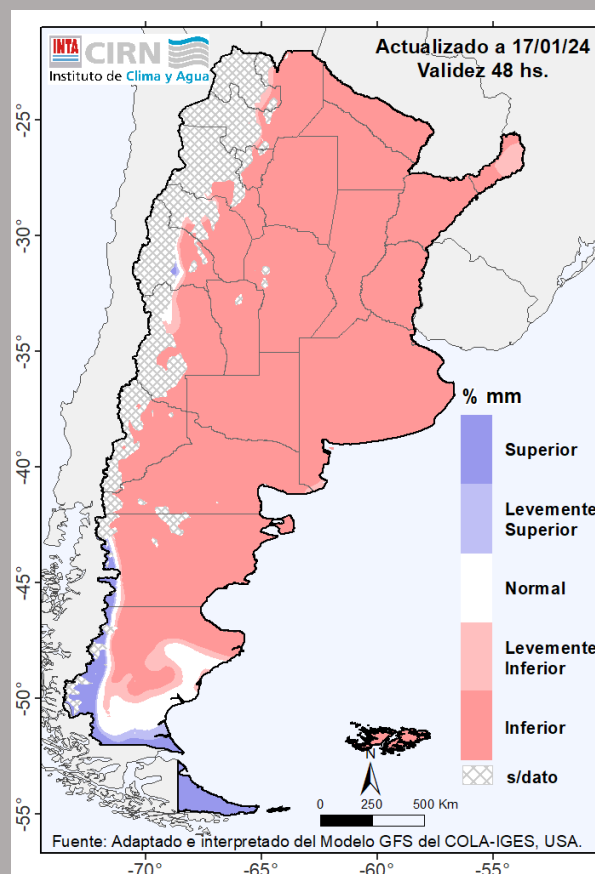 INTA CIRN
Instituto de Clima y Agua
Actualizado a 17/01/24
Validez 48 hs.
-25°
-30°
-35°
-40°
-45°
-50°
-55°
% mm
Superior
Levemente
Superior
Normal
Levemente
Inferior
Inferior
s/dato
N
0 250 500 Km
Fuente: Adaptado e interpretado del Modelo GFS del COLA-IGES, USA.
-70° -65° -60° -55°